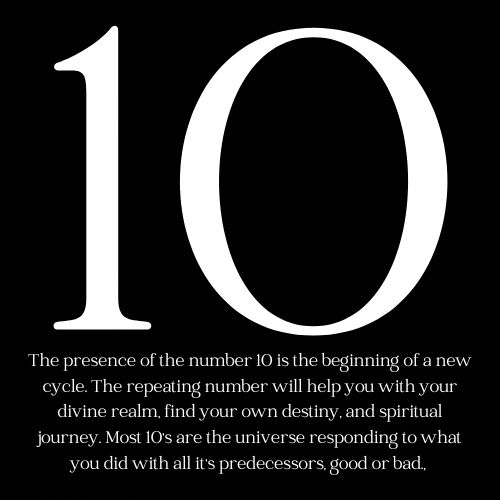 10
The presence of the number 10 is the beginning of a new
cycle. The repeating number will help you with your
divine realm, find your own destiny, and spiritual
journey. Most 10's are the universe responding to what
you did with all it's predecessors, good or bad.,